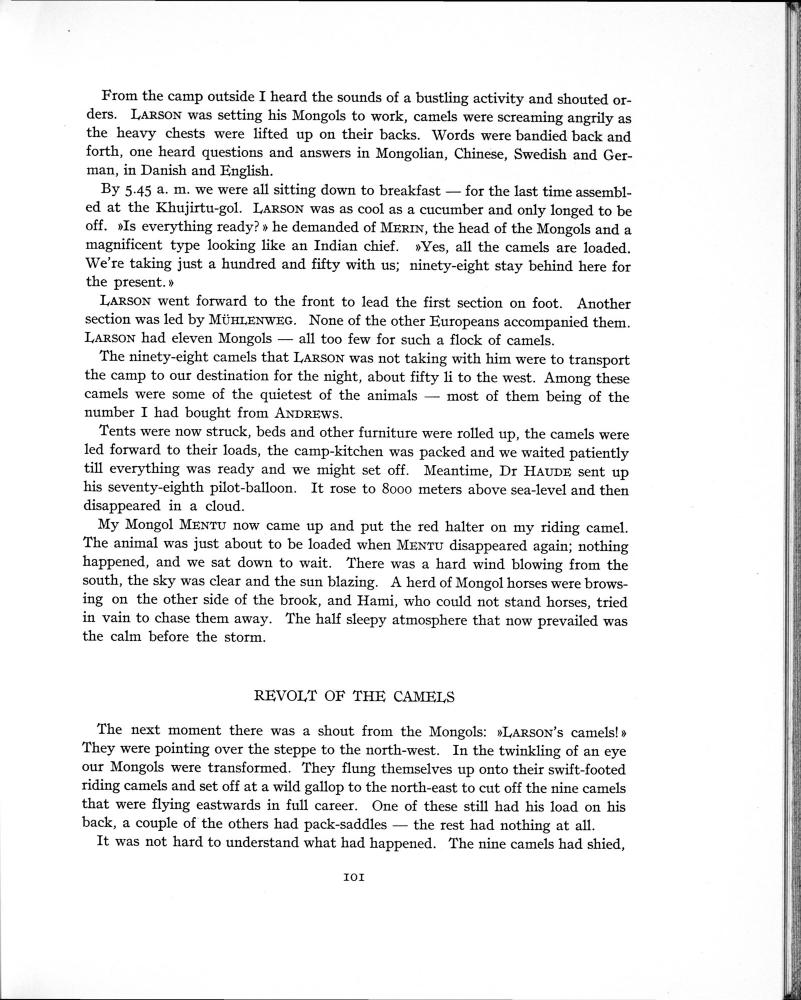 From the camp outside I heard the sounds of a bustling activity and shouted or-
ders. LARSON was setting his Mongols to work, camels were screaming angrily as
the heavy chests were lifted up on their backs. Words were bandied back and
forth, one heard questions and answers in Mongolian, Chinese, Swedish and Ger-
man, in Danish and English.
By 5.45 a. m. we were all sitting down to breakfast — for the last time assembl-
ed at the Khujirtu-gol. LARSON was as cool as a cucumber and only longed to be
off. »Is everything ready?» he demanded of MERIN, the head of the Mongols and a
magnificent type looking like an Indian chief. »Yes, all the camels are loaded.
We're taking just a hundred and fifty with us; ninety-eight stay behind here for
the present.»
LARSON went forward to the front to lead the first section on foot. Another
section was led by MÜHLENWEG. None of the other Europeans accompanied them.
LARSON had eleven Mongols — all too few for such a flock of camels.
The ninety-eight camels that LARSON was not taking with him were to transport
the camp to our destination for the night, about fifty li to the west. Among these
camels were some of the quietest of the animals — most of them being of the
number I had bought from ANDREWS.
Tents were now struck, beds and other furniture were rolled up, the camels were
led forward to their loads, the camp-kitchen was packed and we waited patiently
till everything was ready and we might set off. Meantime, Dr HAUDE sent up
his seventy-eighth pilot-balloon. It rose to 8000 meters above sea-level and then
disappeared in a cloud.
My Mongol MENTU now came up and put the red halter on my riding camel.
The animal was just about to be loaded when MENTU disappeared again; nothing
happened, and we sat down to wait. There was a hard wind blowing from the
south, the sky was clear and the sun blazing. A herd of Mongol horses were brows-
ing on the other side of the brook, and Hami, who could not stand horses, tried
in vain to chase them away. The half sleepy atmosphere that now prevailed was
the calm before the storm.
REVOLT OF THE CAMELS
The next moment there was a shout from the Mongols: »LARSON's camels!»
They were pointing over the steppe to the north-west. In the twinkling of an eye
our Mongols were transformed. They flung themselves up onto their swift-footed
riding camels and set off at a wild gallop to the north-east to cut off the nine camels
that were flying eastwards in full career. One of these still had his load on his
back, a couple of the others had pack-saddles — the rest had nothing at all.
It was not hard to understand what had happened. The nine camels had shied,
101